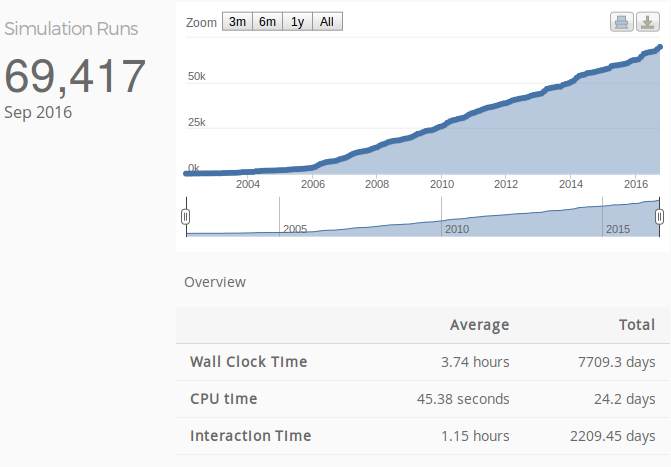 Simulation Runs
69,417
Sep 2016
Zoom 3m 6m 1y All
50k
25k
0k
2004 2006 2008 2010 2012 2014 2016
2005 2010 2015
Overview
Average Total
Wall Clock Time 3.74 hours 7709.3 days
CPU time 45.38 seconds 24.2 days
Interaction Time 1.15 hours 2209.45 days